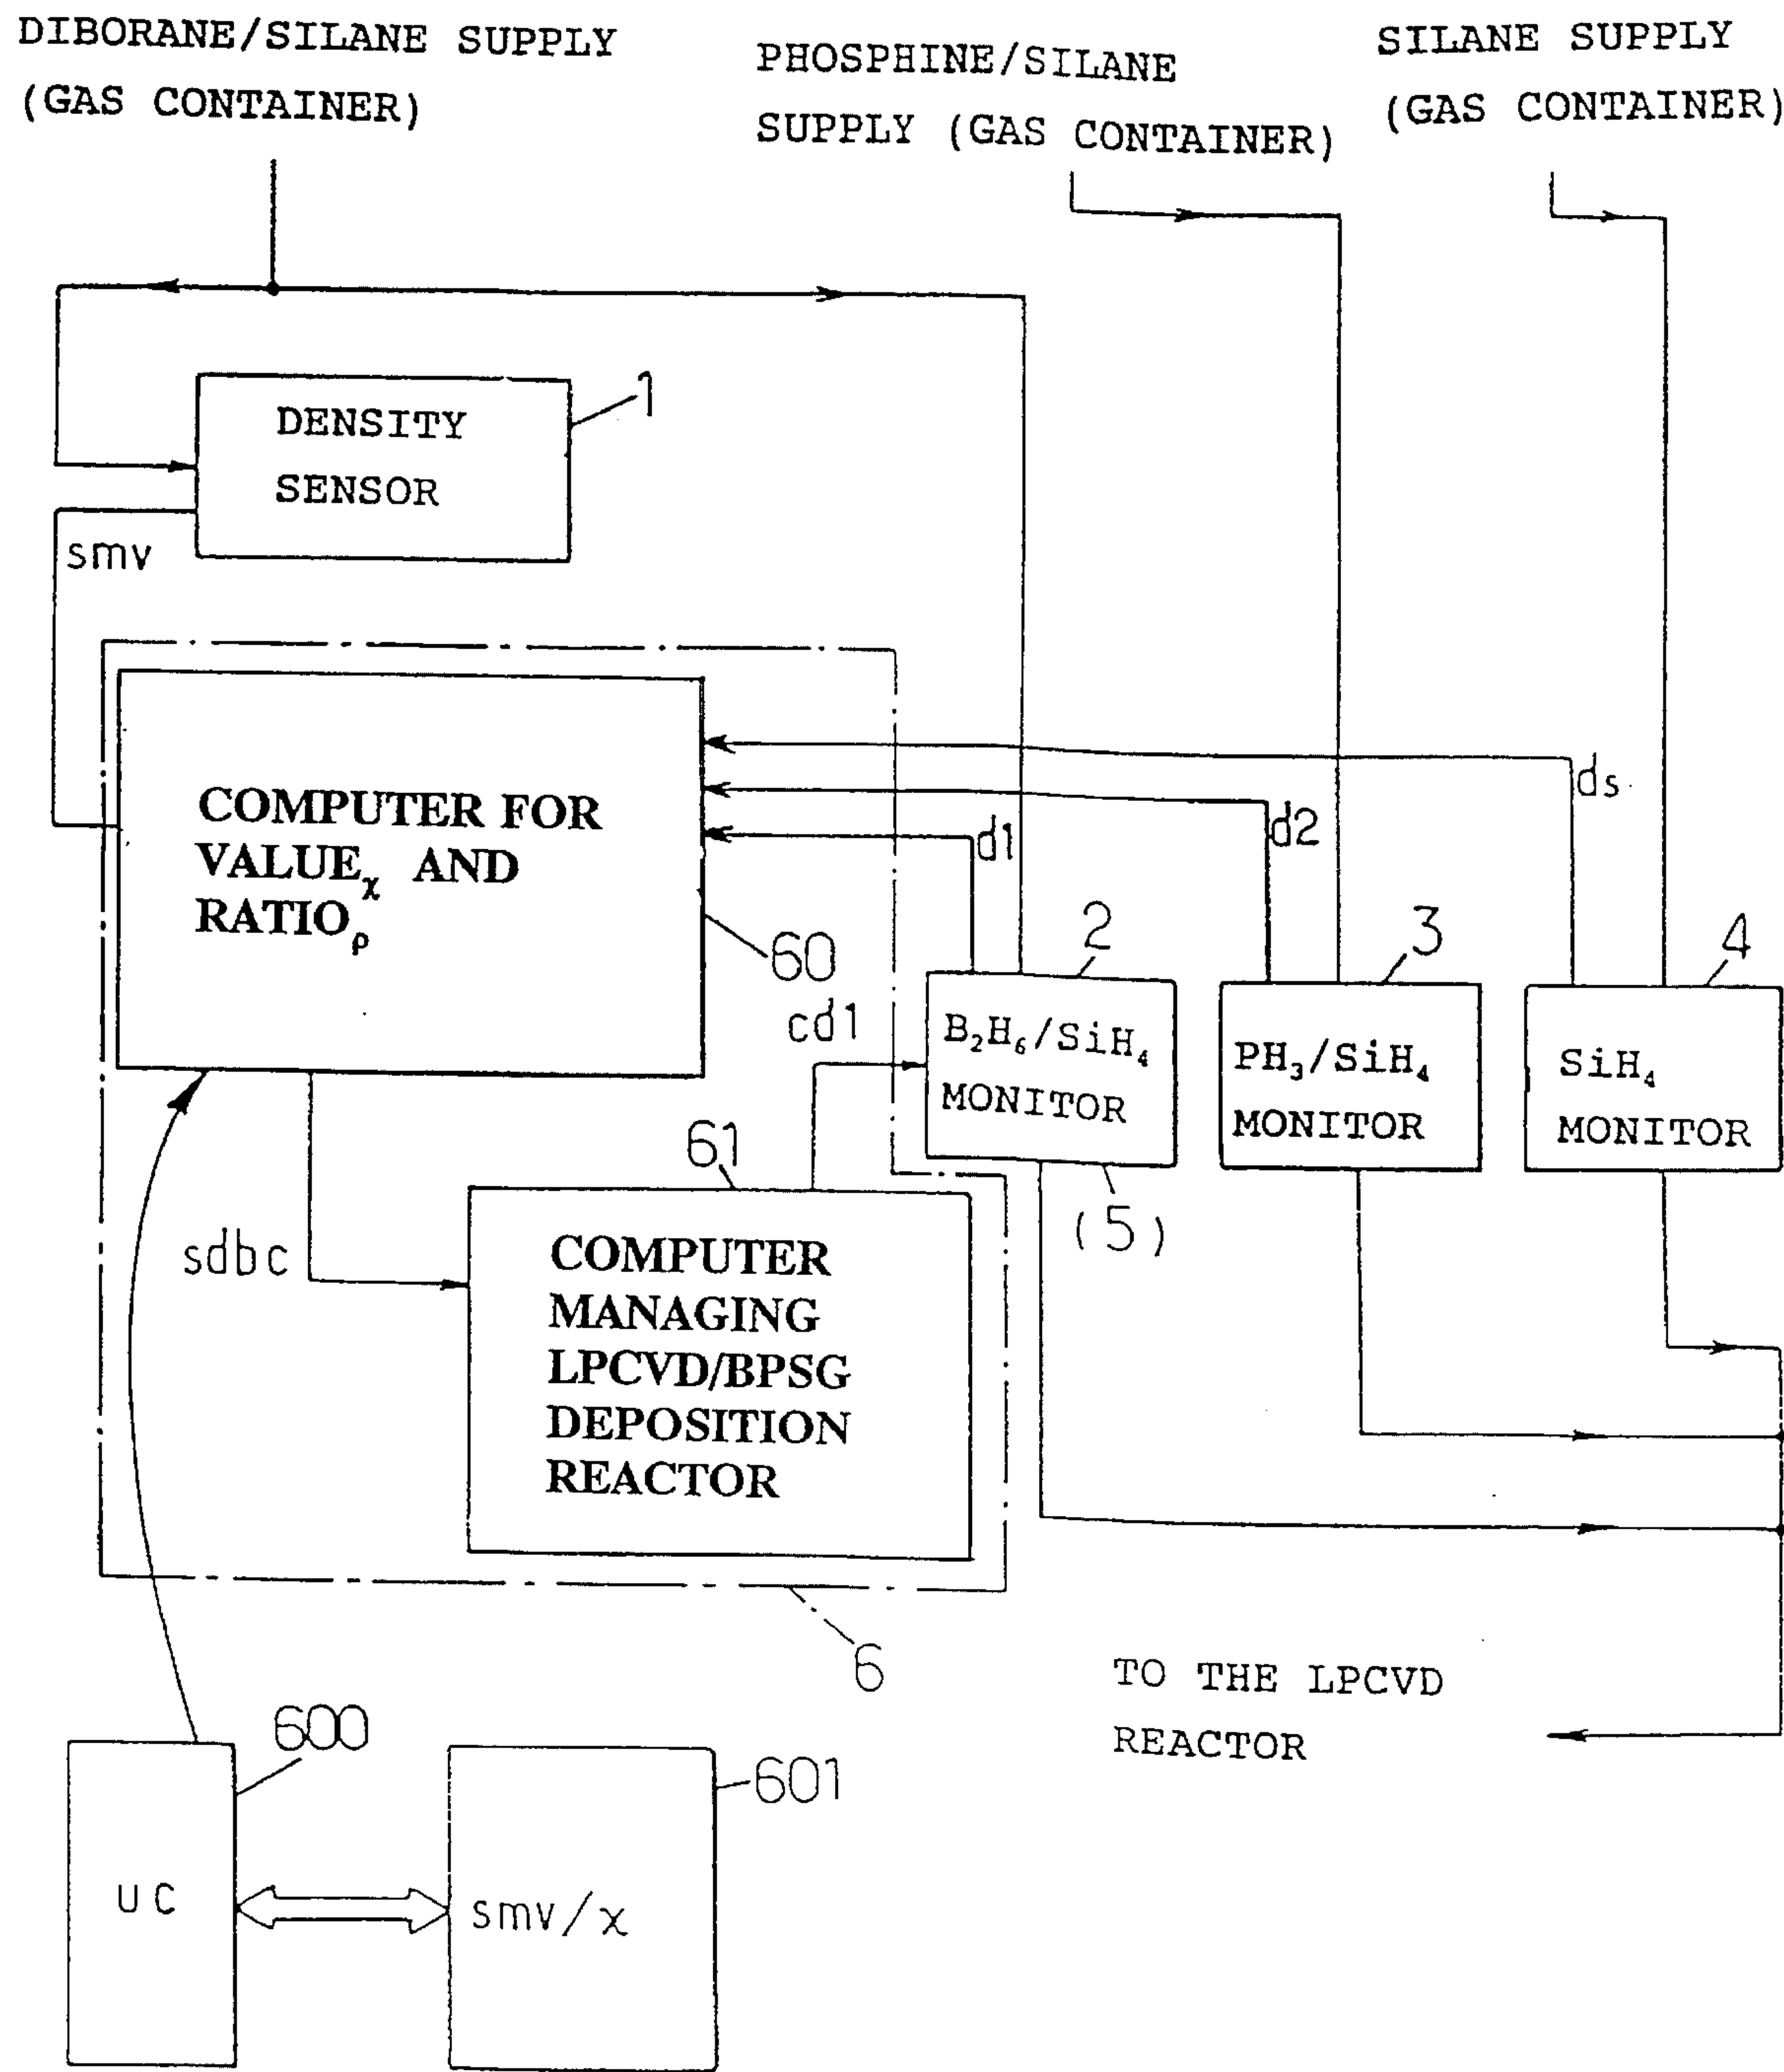 DIBORANE/SILANE SUPPLY
(GAS CONTAINER)
PHOSPHINE/SILANE
SUPPLY (GAS CONTAINER)
SILANE SUPPLY
(GAS CONTAINER)
DENSITY
SENSOR
1
smv
COMPUTER FOR
VALUEχ AND
RATIOρ
60
ds
d2
d1
cd1
2
3
4
B₂H₆/SiH₄
MONITOR
PH₃/SiH₄
MONITOR
SiH₄
MONITOR
(5)
61
sdbc
COMPUTER
MANAGING
LPCVD/BPSG
DEPOSITION
REACTOR
6
TO THE LPCVD
REACTOR
600
UC
601
smv/χ